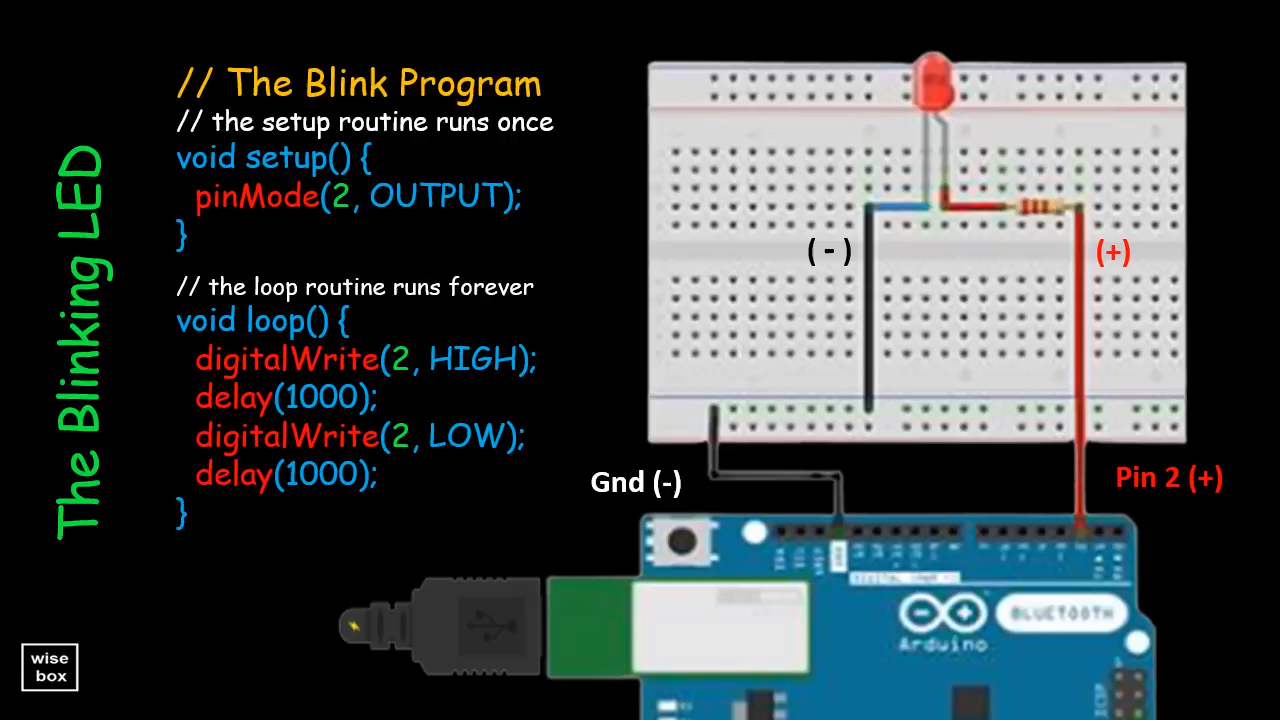 The Blinking LED
// The Blink Program
// the setup routine runs once
void setup() {
pinMode(2, OUTPUT);
}
// the loop routine runs forever
void loop() {
digitalWrite(2, HIGH);
delay(1000);
digitalWrite(2, LOW);
delay(1000);
}
( - )
(+)
Gnd (-)
Pin 2 (+)
BLUETOOTH
Arduino
ICSP
wise
box